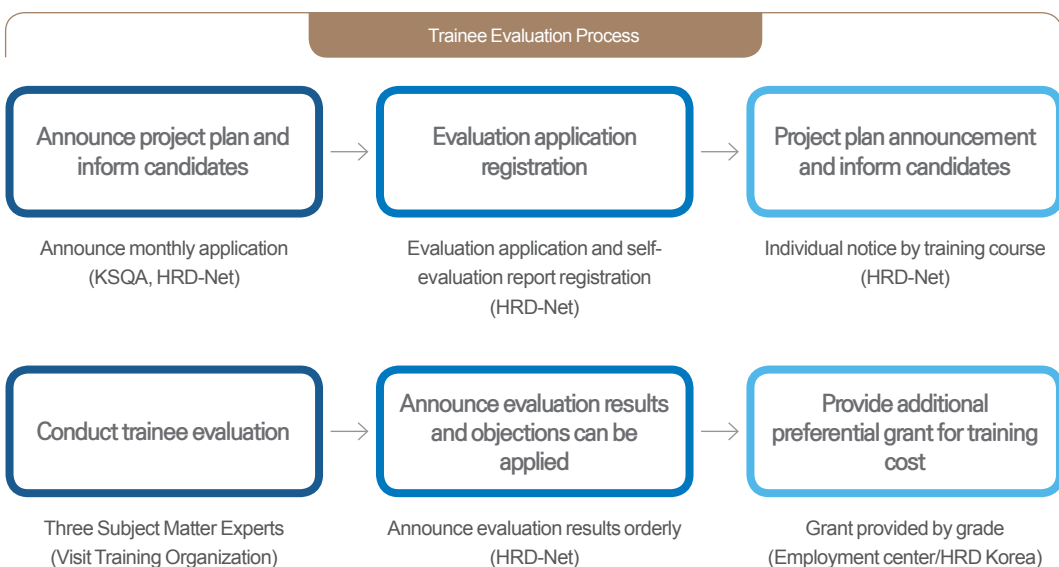 Trainee Evaluation Process
Announce project plan and
inform candidates
Evaluation application
registration
Project plan announcement
and inform candidates
Announce monthly application
(KSQA, HRD-Net)
Evaluation application and self-
evaluation report registration
(HRD-Net)
Individual notice by training course
(HRD-Net)
Conduct trainee evaluation
Announce evaluation results
and objections can be
applied
Provide additional
preferential grant for training
cost
Three Subject Matter Experts
(Visit Training Organization)
Announce evaluation results orderly
(HRD-Net)
Grant provided by grade
(Employment center/HRD Korea)